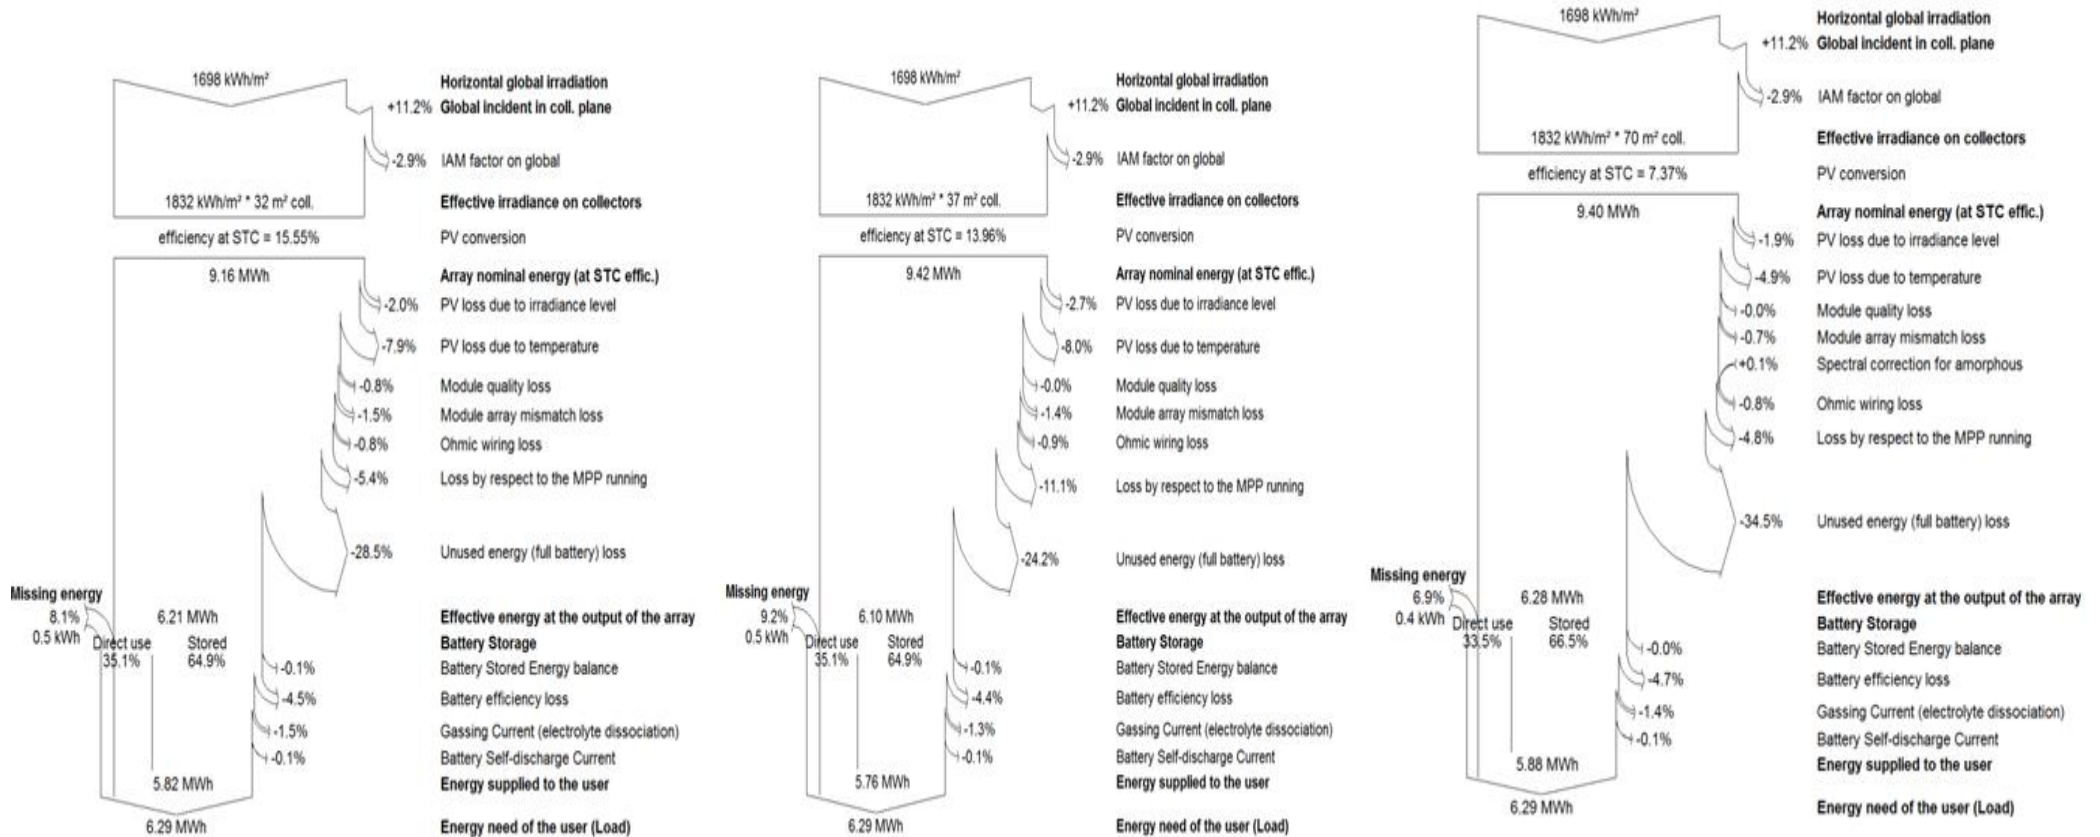 1698 kWh/m²
Horizontal global irradiation
+11.2% Global incident in coll. plane
-2.9% IAM factor on global
1832 kWh/m² * 32 m² coll.
Effective irradiance on collectors
efficiency at STC = 15.55%
PV conversion
9.16 MWh
Array nominal energy (at STC effic.)
-2.0% PV loss due to irradiance level
-7.9% PV loss due to temperature
-0.8% Module quality loss
-1.5% Module array mismatch loss
-0.8% Ohmic wiring loss
-5.4% Loss by respect to the MPP running
-28.5% Unused energy (full battery) loss
Missing energy
8.1%
0.5 kWh
6.21 MWh
Effective energy at the output of the array
Direct use
35.1%
Stored
64.9%
Battery Storage
-0.1% Battery Stored Energy balance
-4.5% Battery efficiency loss
-1.5% Gassing Current (electrolyte dissociation)
-0.1% Battery Self-discharge Current
5.82 MWh
Energy supplied to the user
6.29 MWh
Energy need of the user (Load)
1698 kWh/m²
Horizontal global irradiation
+11.2% Global incident in coll. plane
-2.9% IAM factor on global
1832 kWh/m² * 37 m² coll.
Effective irradiance on collectors
efficiency at STC = 13.96%
PV conversion
9.42 MWh
Array nominal energy (at STC effic.)
-2.7% PV loss due to irradiance level
-8.0% PV loss due to temperature
-0.0% Module quality loss
-1.4% Module array mismatch loss
-0.9% Ohmic wiring loss
-11.1% Loss by respect to the MPP running
-24.2% Unused energy (full battery) loss
Missing energy
9.2%
0.5 kWh
6.10 MWh
Effective energy at the output of the array
Direct use
35.1%
Stored
64.9%
Battery Storage
-0.1% Battery Stored Energy balance
-4.4% Battery efficiency loss
-1.3% Gassing Current (electrolyte dissociation)
-0.1% Battery Self-discharge Current
5.76 MWh
Energy supplied to the user
6.29 MWh
Energy need of the user (Load)
1698 kWh/m²
Horizontal global irradiation
+11.2% Global incident in coll. plane
-2.9% IAM factor on global
1832 kWh/m² * 70 m² coll.
Effective irradiance on collectors
efficiency at STC = 7.37%
PV conversion
9.40 MWh
Array nominal energy (at STC effic.)
-1.9% PV loss due to irradiance level
-4.9% PV loss due to temperature
-0.0% Module quality loss
-0.7% Module array mismatch loss
+0.1% Spectral correction for amorphous
-0.8% Ohmic wiring loss
-4.8% Loss by respect to the MPP running
-34.5% Unused energy (full battery) loss
Missing energy
6.9%
0.4 kWh
6.28 MWh
Effective energy at the output of the array
Direct use
33.5%
Stored
66.5%
Battery Storage
-0.0% Battery Stored Energy balance
-4.7% Battery efficiency loss
-1.4% Gassing Current (electrolyte dissociation)
-0.1% Battery Self-discharge Current
5.88 MWh
Energy supplied to the user
6.29 MWh
Energy need of the user (Load)